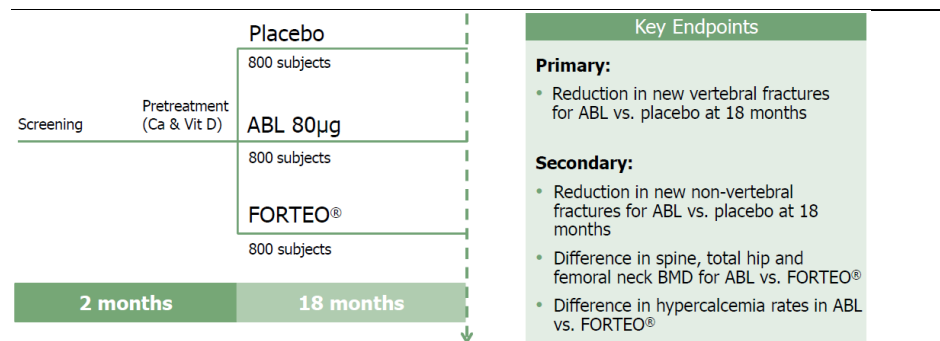 Placebo
800 subjects
Pretreatment
Screening (Ca & Vit D)
ABL 80µg
800 subjects
FORTEO®
800 subjects
2 months 18 months
Key Endpoints
Primary:
• Reduction in new vertebral fractures
for ABL vs. placebo at 18 months
Secondary:
• Reduction in new non-vertebral
fractures for ABL vs. placebo at 18
months
• Difference in spine, total hip and
femoral neck BMD for ABL vs. FORTEO®
• Difference in hypercalcemia rates in ABL
vs. FORTEO®